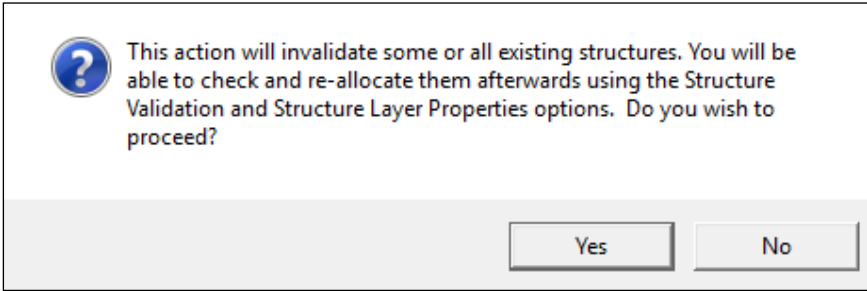 This action will invalidate some or all existing structures. You will be
able to check and re-allocate them afterwards using the Structure
Validation and Structure Layer Properties options.  Do you wish to
proceed?
Yes
No